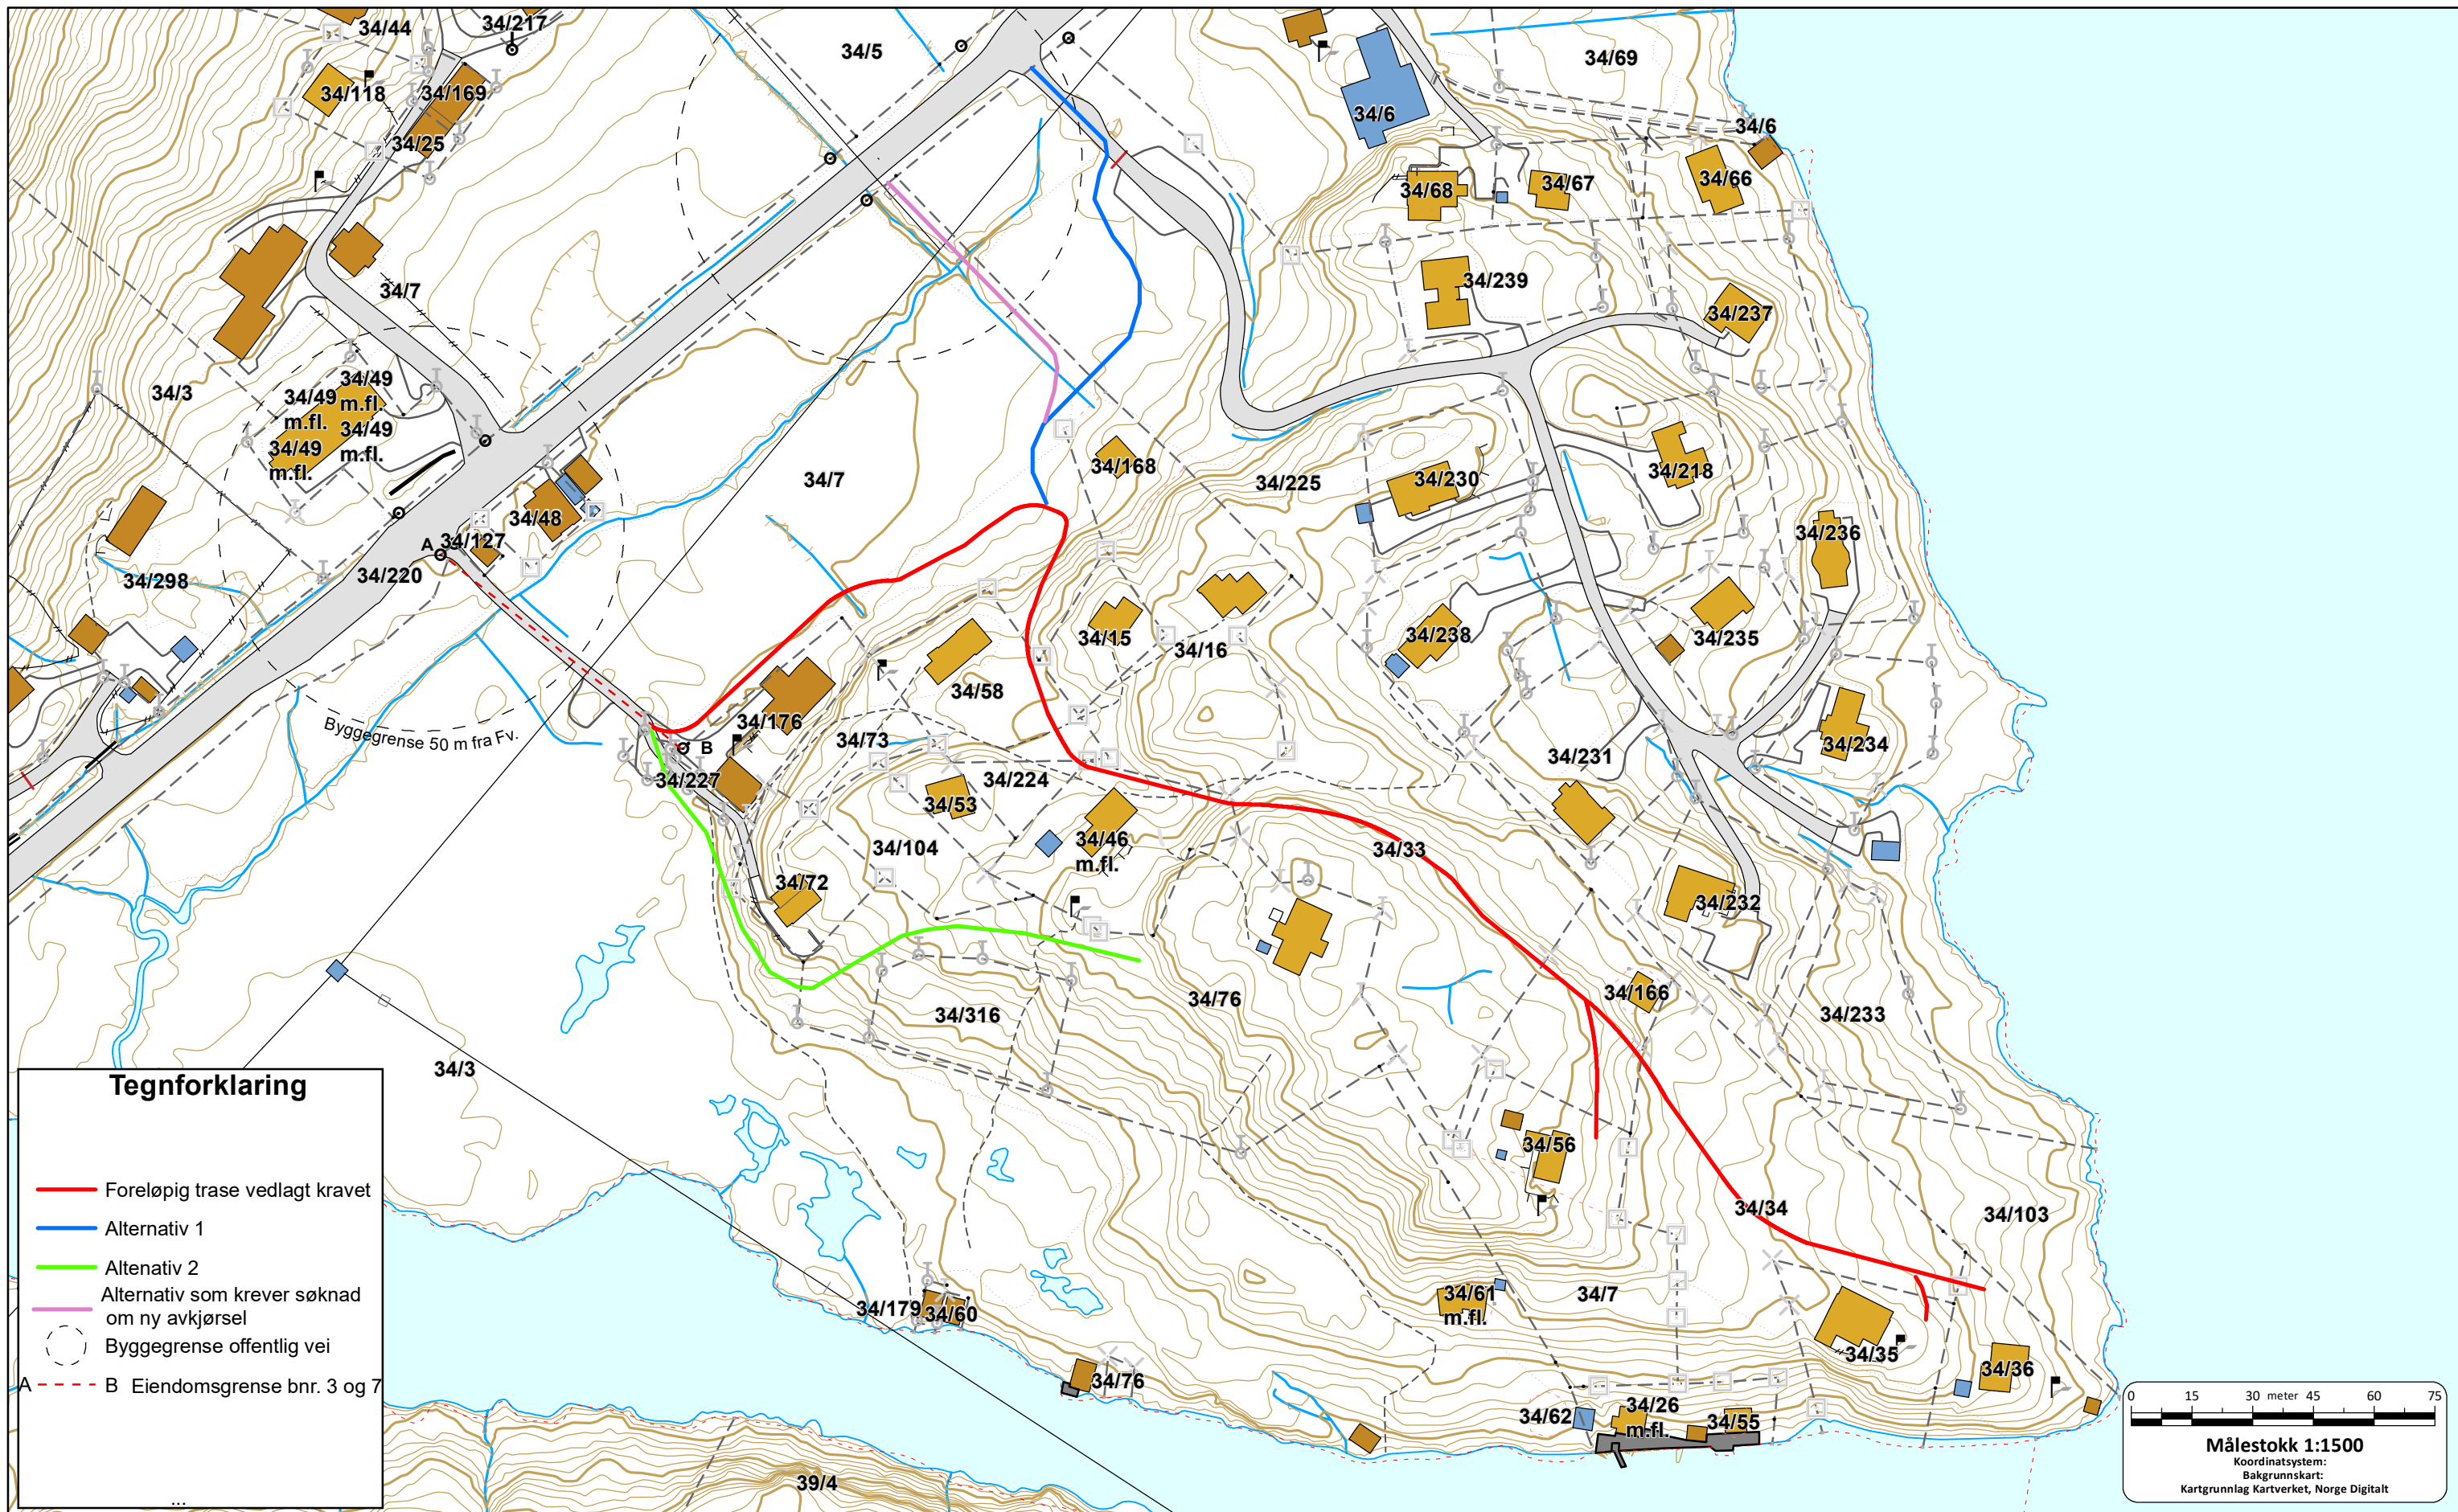 34/44
34/217
34/5
34/69
34/118
34/169
34/25
34/6
34/6
34/68
34/67
34/66
34/7
34/239
34/237
34/3
34/49
m.fl.
34/49
m.fl.
34/49
m.fl.
34/49
m.fl.
34/7
34/168
34/225
34/230
34/218
34/48
A
34/127
34/220
34/298
34/236
34/15
34/16
34/238
34/235
34/58
Byggegrense 50 m fra Fv.
34/176
B
34/73
34/227
34/224
34/231
34/234
34/53
34/104
34/46
m.fl.
34/33
34/72
34/232
34/166
34/76
34/316
34/233
34/3
34/56
34/34
34/103
34/179
34/60
34/61
m.fl.
34/7
34/35
34/36
34/76
34/62
34/26
m.fl.
34/55
39/4
Tegnforklaring
Foreløpig trase vedlagt kravet
Alternativ 1
Altenativ 2
Alternativ som krever søknad
om ny avkjørsel
Byggegrense offentlig vei
A B Eiendomsgrense bnr. 3 og 7
...
0 15 30 meter 45 60 75
Målestokk 1:1500
Koordinatsystem:
Bakgrunnskart:
Kartgrunnlag Kartverket, Norge Digitalt